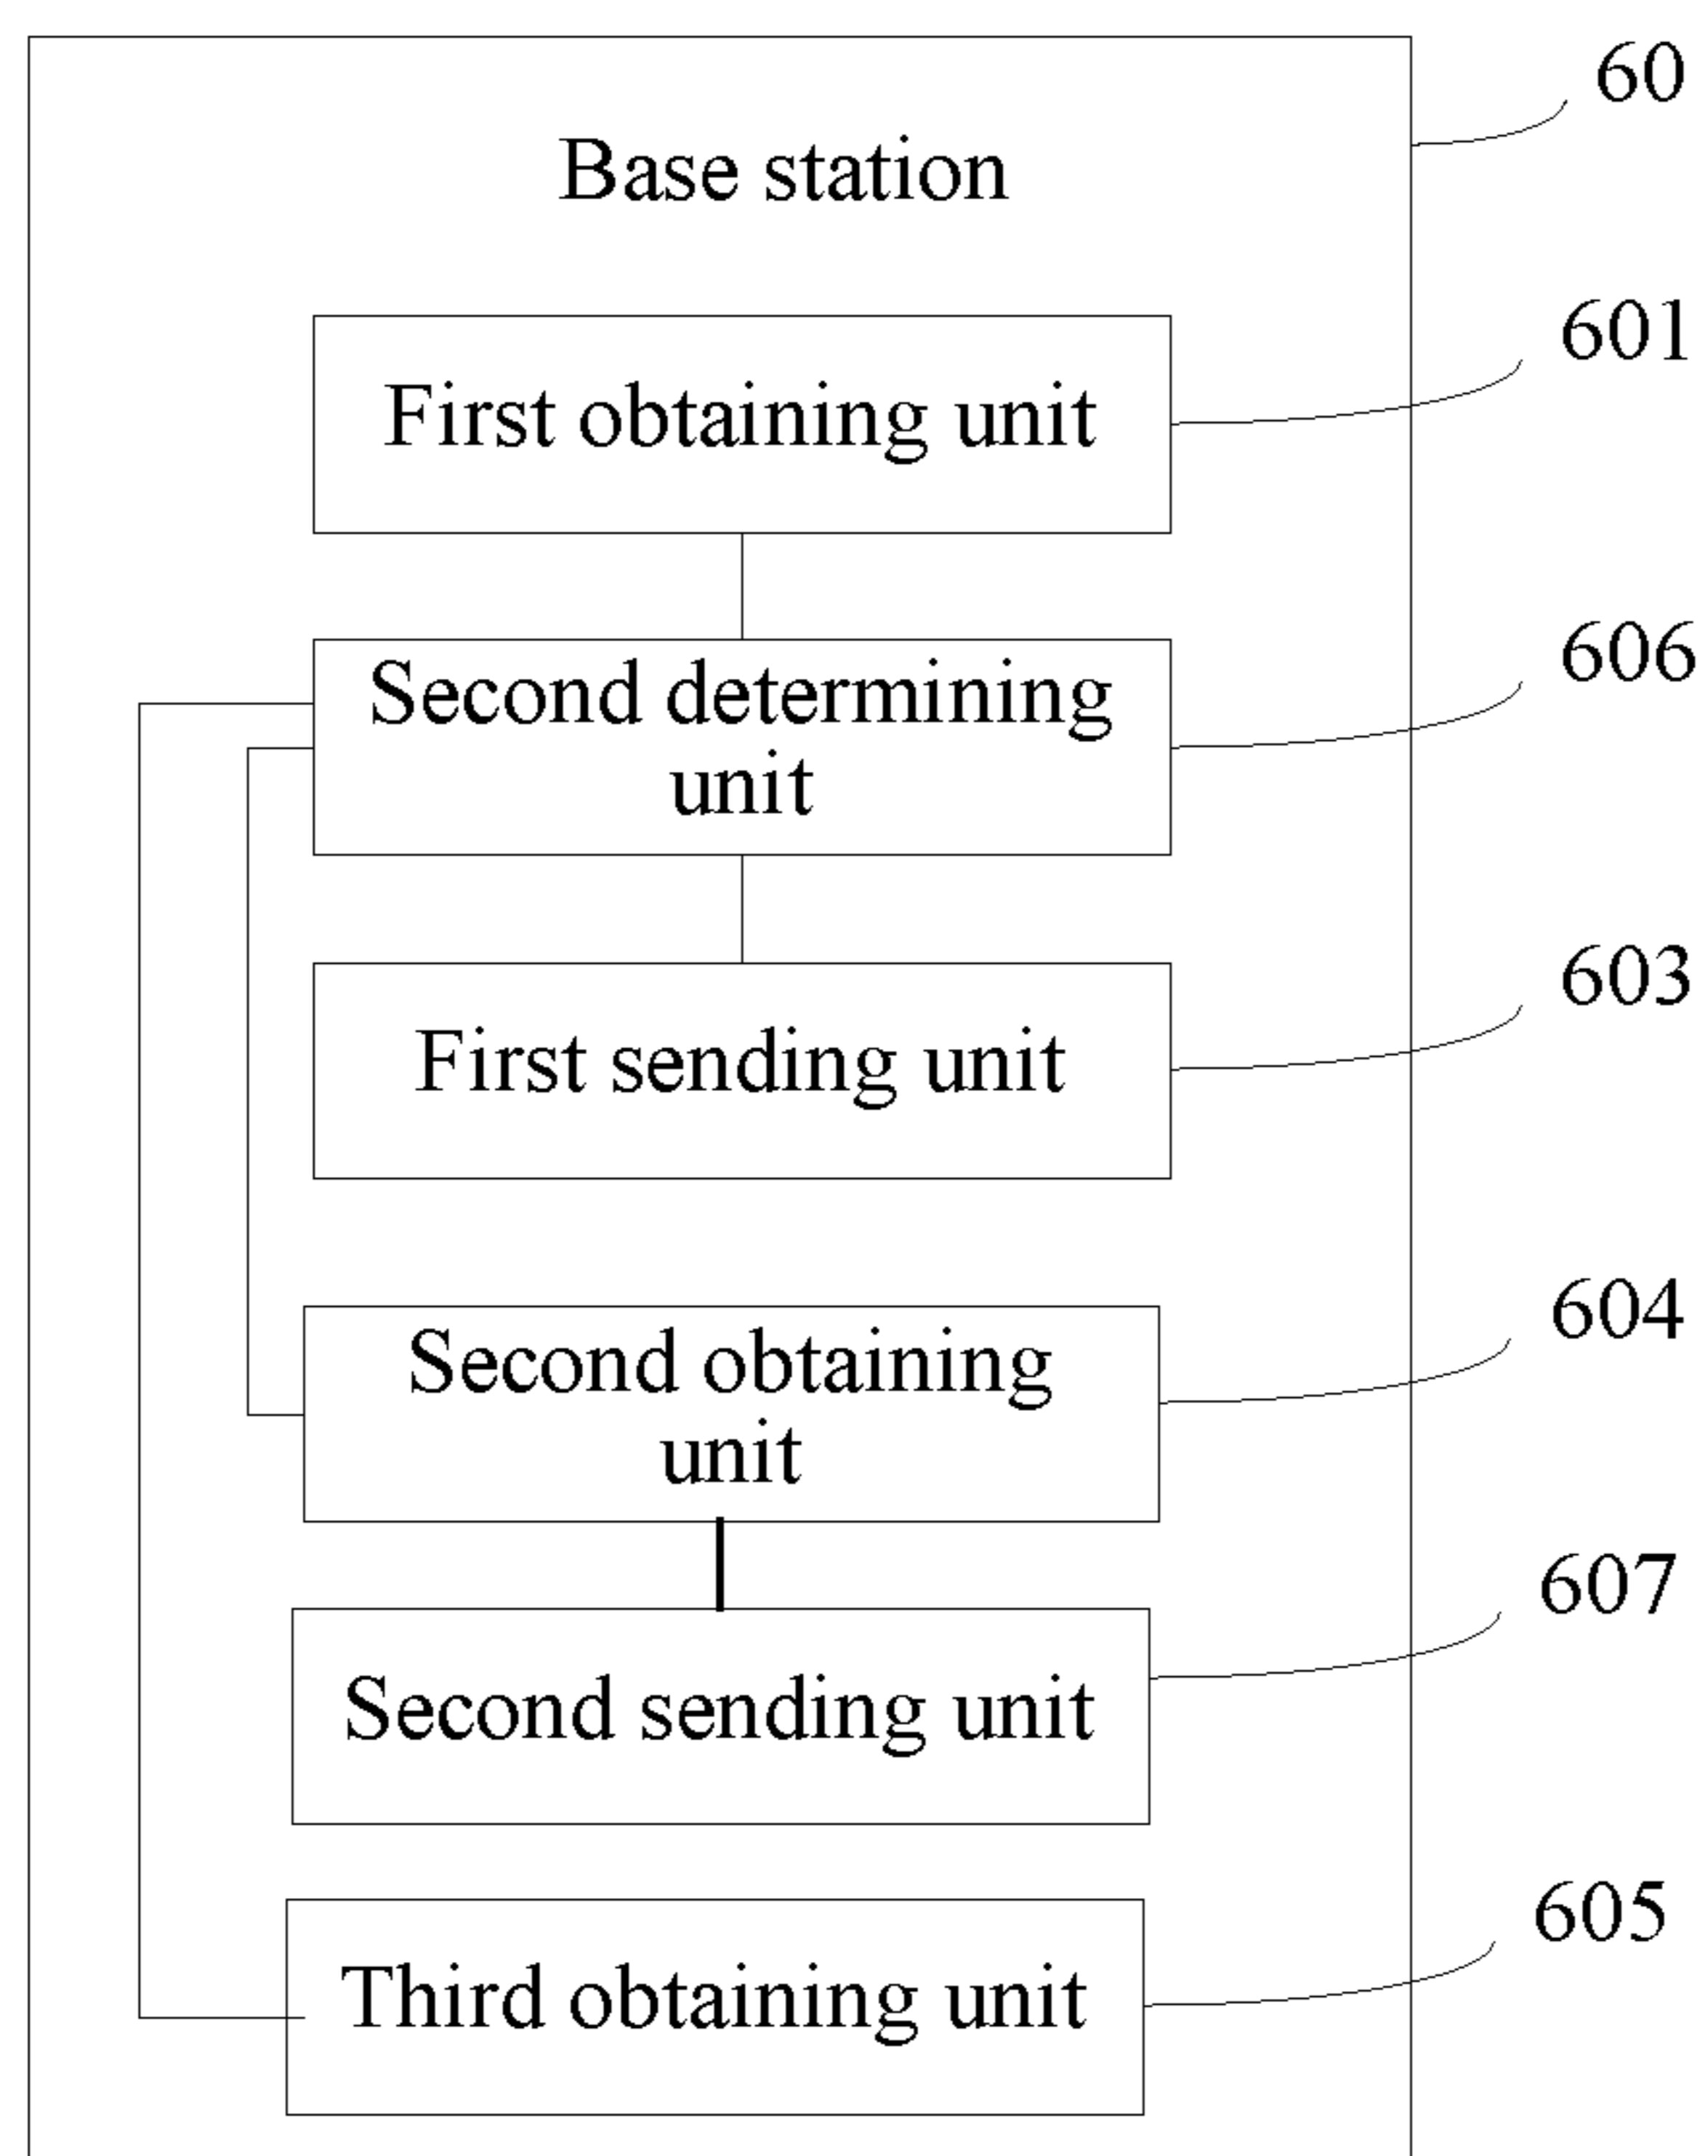 60
Base station
601
First obtaining unit
606
Second determining
unit
603
First sending unit
604
Second obtaining
unit
607
Second sending unit
605
Third obtaining unit